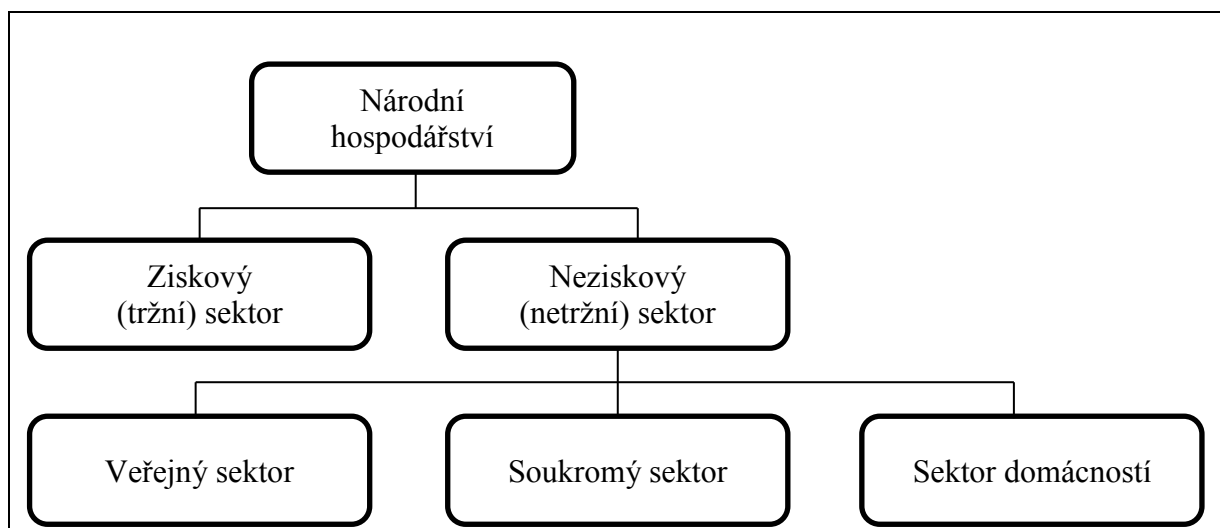 Národní
hospodářství
Ziskový
(tržní) sektor
Neziskový
(netržní) sektor
Veřejný sektor
Soukromý sektor
Sektor domácností